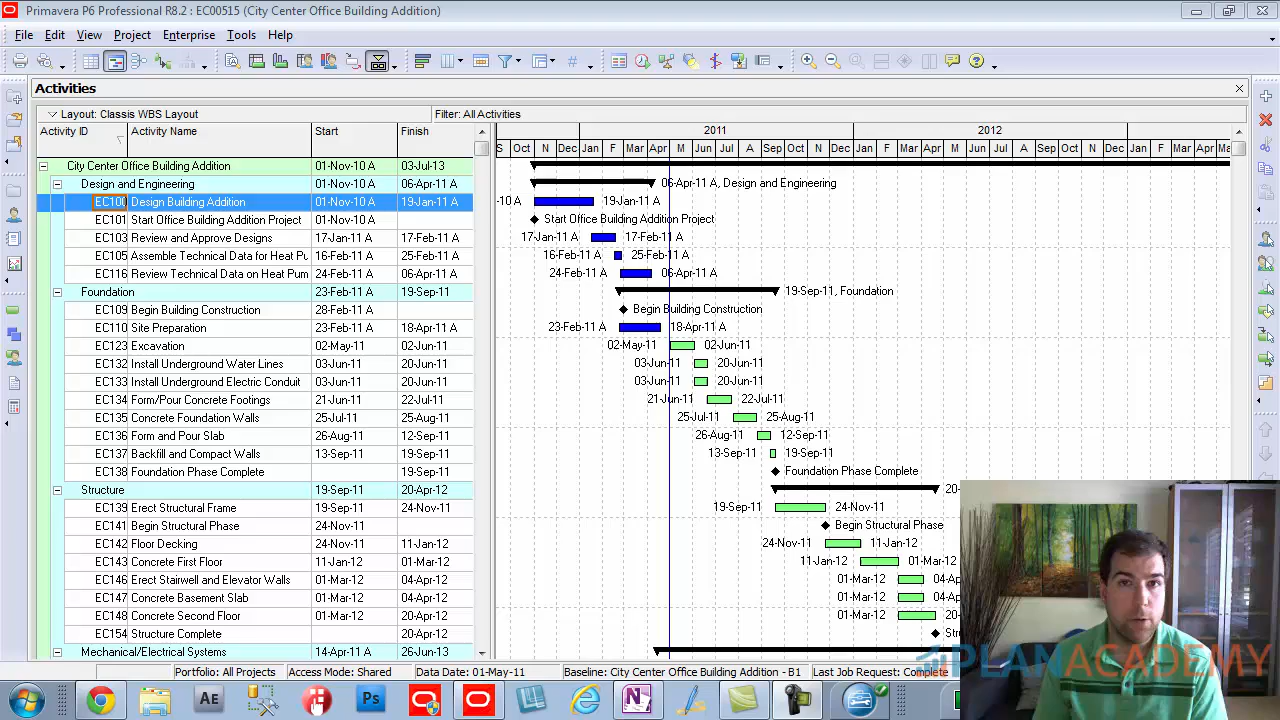 Primavera P6 Professional R8.2 : EC00515 (City Center Office Building Addition)
File Edit View Project Enterprise Tools Help
Activities
Layout: Classis WBS Layout Filter: All Activities
Activity ID Activity Name Start Finish
2011 2012
S Oct N Dec Jan F Mar Apr M Jun Jul A Sep Oct N Dec Jan F Mar Apr M Jun Jul A Sep Oct N Dec Jan F Mar Apr M Jun Jul A S Oct N Dec Jan F Ma
City Center Office Building Addition 01-Nov-10 A 03-Jul-13
Design and Engineering 01-Nov-10 A 06-Apr-11 A 06-Apr-11 A, Design and Engineering
EC100 Design Building Addition 01-Nov-10 A 19-Jan-11 A -10 A 19-Jan-11 A
EC101 Start Office Building Addition Project 01-Nov-10 A Start Office Building Addition Project
EC103 Review and Approve Designs 17-Jan-11 A 17-Feb-11 A 17-Jan-11 A 17-Feb-11 A
EC105 Assemble Technical Data for Heat Pu 16-Feb-11 A 25-Feb-11 A 16-Feb-11 A 25-Feb-11 A
EC116 Review Technical Data on Heat Pum 24-Feb-11 A 06-Apr-11 A 24-Feb-11 A 06-Apr-11 A
Foundation 23-Feb-11 A 19-Sep-11 19-Sep-11, Foundation
EC109 Begin Building Construction 28-Feb-11 A Begin Building Construction
EC110 Site Preparation 23-Feb-11 A 18-Apr-11 A 23-Feb-11 A 18-Apr-11 A
EC123 Excavation 02-May-11 02-Jun-11 02-May-11 02-Jun-11
EC132 Install Underground Water Lines 03-Jun-11 20-Jun-11 03-Jun-11 20-Jun-11
EC133 Install Underground Electric Conduit 03-Jun-11 20-Jun-11 03-Jun-11 20-Jun-11
EC134 Form/Pour Concrete Footings 21-Jun-11 22-Jul-11 21-Jun-11 22-Jul-11
EC135 Concrete Foundation Walls 25-Jul-11 25-Aug-11 25-Jul-11 25-Aug-11
EC136 Form and Pour Slab 26-Aug-11 12-Sep-11 26-Aug-11 12-Sep-11
EC137 Backfill and Compact Walls 13-Sep-11 19-Sep-11 13-Sep-11 19-Sep-11
EC138 Foundation Phase Complete 19-Sep-11 Foundation Phase Complete
Structure 19-Sep-11 20-Apr-12 20-
EC139 Erect Structural Frame 19-Sep-11 24-Nov-11 19-Sep-11 24-Nov-11
EC141 Begin Structural Phase 24-Nov-11 Begin Structural Phase
EC142 Floor Decking 24-Nov-11 11-Jan-12 24-Nov-11 11-Jan-12
EC143 Concrete First Floor 11-Jan-12 01-Mar-12 11-Jan-12 01-Mar-12
EC146 Erect Stairwell and Elevator Walls 01-Mar-12 04-Apr-12 01-Mar-12 04-Ap
EC147 Concrete Basement Slab 01-Mar-12 04-Apr-12 01-Mar-12 04-Ap
EC148 Concrete Second Floor 01-Mar-12 20-Apr-12 01-Mar-12 20-
EC154 Structure Complete 20-Apr-12 Str
Mechanical/Electrical Systems 14-Apr-11 A 26-Jun-13
PLANACADEMY
Portfolio: All Projects Access Mode: Shared Data Date: 01-May-11 Baseline: City Center Office Building Addition - B1 Last Job Request: Complete
AE Ps N